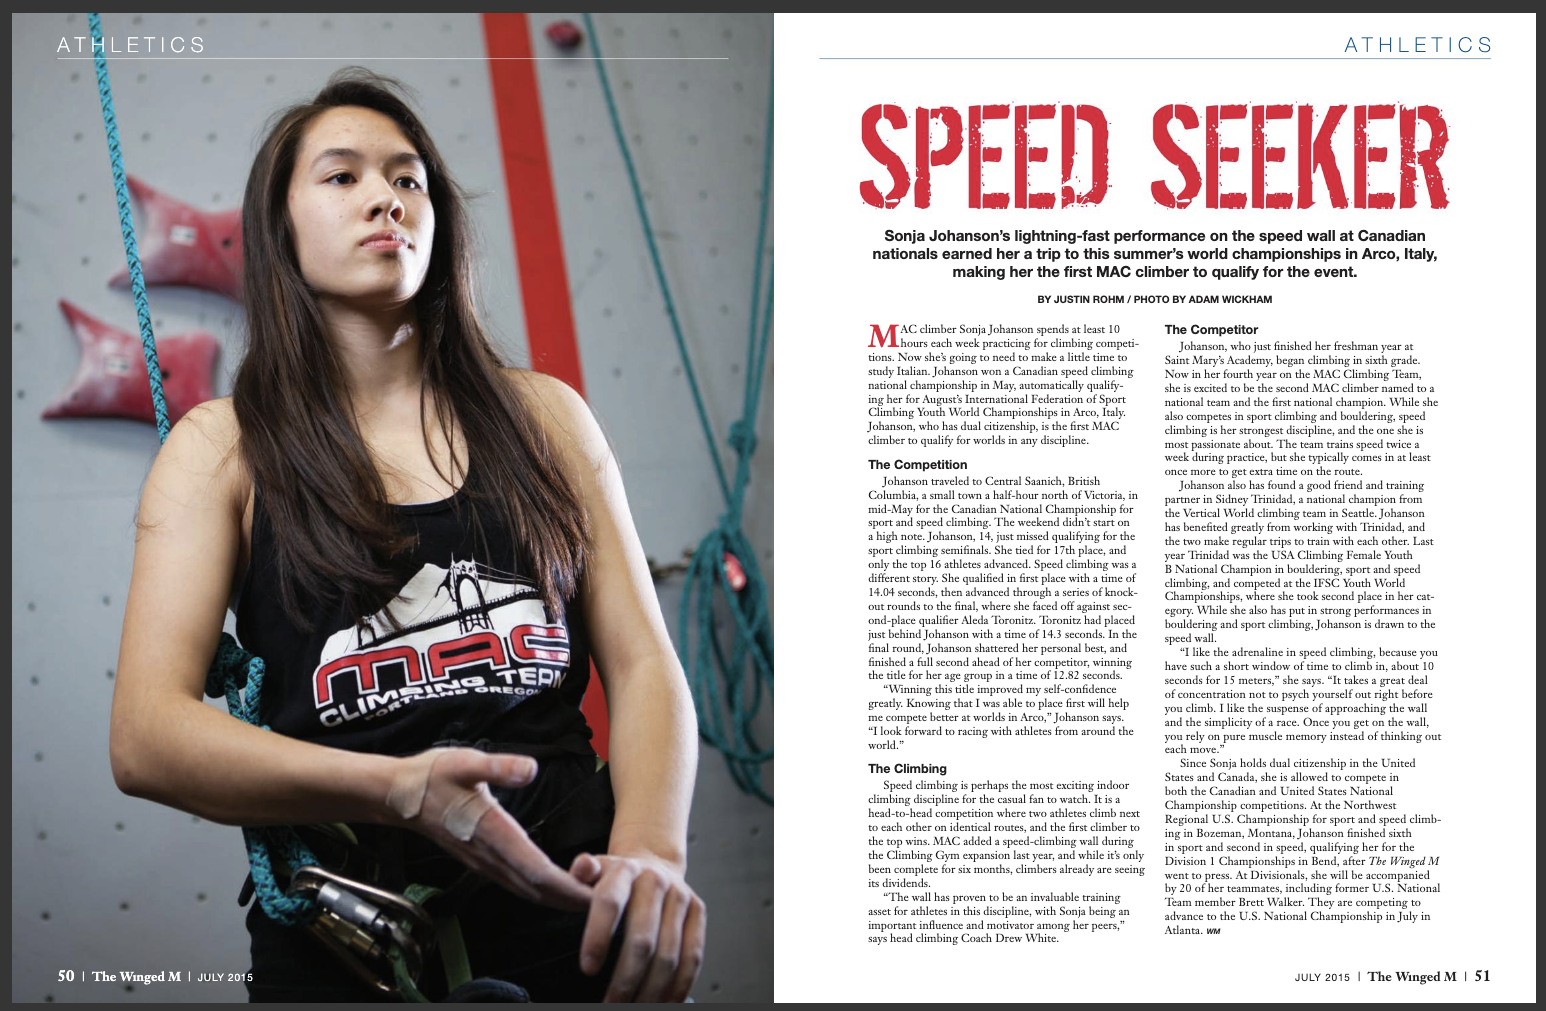 ATHLETICS
MAC
CLIMBING TEAM
PORTLAND OREGON
50 | The Winged M | JULY 2015
ATHLETICS
SPEED SEEKER
Sonja Johanson’s lightning-fast performance on the speed wall at Canadian
nationals earned her a trip to this summer’s world championships in Arco, Italy,
making her the first MAC climber to qualify for the event.
BY JUSTIN ROHM / PHOTO BY ADAM WICKHAM
MAC climber Sonja Johanson spends at least 10
hours each week practicing for climbing competi-
tions. Now she’s going to need to make a little time to
study Italian. Johanson won a Canadian speed climbing
national championship in May, automatically qualify-
ing her for August’s International Federation of Sport
Climbing Youth World Championships in Arco, Italy.
Johanson, who has dual citizenship, is the first MAC
climber to qualify for worlds in any discipline.
The Competition
Johanson traveled to Central Saanich, British
Columbia, a small town a half-hour north of Victoria, in
mid-May for the Canadian National Championship for
sport and speed climbing. The weekend didn’t start on
a high note. Johanson, 14, just missed qualifying for the
sport climbing semifinals. She tied for 17th place, and
only the top 16 athletes advanced. Speed climbing was a
different story. She qualified in first place with a time of
14.04 seconds, then advanced through a series of knock-
out rounds to the final, where she faced off against sec-
ond-place qualifier Aleda Toronitz. Toronitz had placed
just behind Johanson with a time of 14.3 seconds. In the
final round, Johanson shattered her personal best, and
finished a full second ahead of her competitor, winning
the title for her age group in a time of 12.82 seconds.
“Winning this title improved my self-confidence
greatly. Knowing that I was able to place first will help
me compete better at worlds in Arco,” Johanson says.
“I look forward to racing with athletes from around the
world.”
The Climbing
Speed climbing is perhaps the most exciting indoor
climbing discipline for the casual fan to watch. It is a
head-to-head competition where two athletes climb next
to each other on identical routes, and the first climber to
the top wins. MAC added a speed-climbing wall during
the Climbing Gym expansion last year, and while it’s only
been complete for six months, climbers already are seeing
its dividends.
“The wall has proven to be an invaluable training
asset for athletes in this discipline, with Sonja being an
important influence and motivator among her peers,”
says head climbing Coach Drew White.
The Competitor
Johanson, who just finished her freshman year at
Saint Mary’s Academy, began climbing in sixth grade.
Now in her fourth year on the MAC Climbing Team,
she is excited to be the second MAC climber named to a
national team and the first national champion. While she
also competes in sport climbing and bouldering, speed
climbing is her strongest discipline, and the one she is
most passionate about. The team trains speed twice a
week during practice, but she typically comes in at least
once more to get extra time on the route.
Johanson also has found a good friend and training
partner in Sidney Trinidad, a national champion from
the Vertical World climbing team in Seattle. Johanson
has benefited greatly from working with Trinidad, and
the two make regular trips to train with each other. Last
year Trinidad was the USA Climbing Female Youth
B National Champion in bouldering, sport and speed
climbing, and competed at the IFSC Youth World
Championships, where she took second place in her cat-
egory. While she also has put in strong performances in
bouldering and sport climbing, Johanson is drawn to the
speed wall.
“I like the adrenaline in speed climbing, because you
have such a short window of time to climb in, about 10
seconds for 15 meters,” she says. “It takes a great deal
of concentration not to psych yourself out right before
you climb. I like the suspense of approaching the wall
and the simplicity of a race. Once you get on the wall,
you rely on pure muscle memory instead of thinking out
each move.”
Since Sonja holds dual citizenship in the United
States and Canada, she is allowed to compete in
both the Canadian and United States National
Championship competitions. At the Northwest
Regional U.S. Championship for sport and speed climb-
ing in Bozeman, Montana, Johanson finished sixth
in sport and second in speed, qualifying her for the
Division 1 Championships in Bend, after The Winged M
went to press. At Divisionals, she will be accompanied
by 20 of her teammates, including former U.S. National
Team member Brett Walker. They are competing to
advance to the U.S. National Championship in July in
Atlanta. WM
JULY 2015 | The Winged M | 51